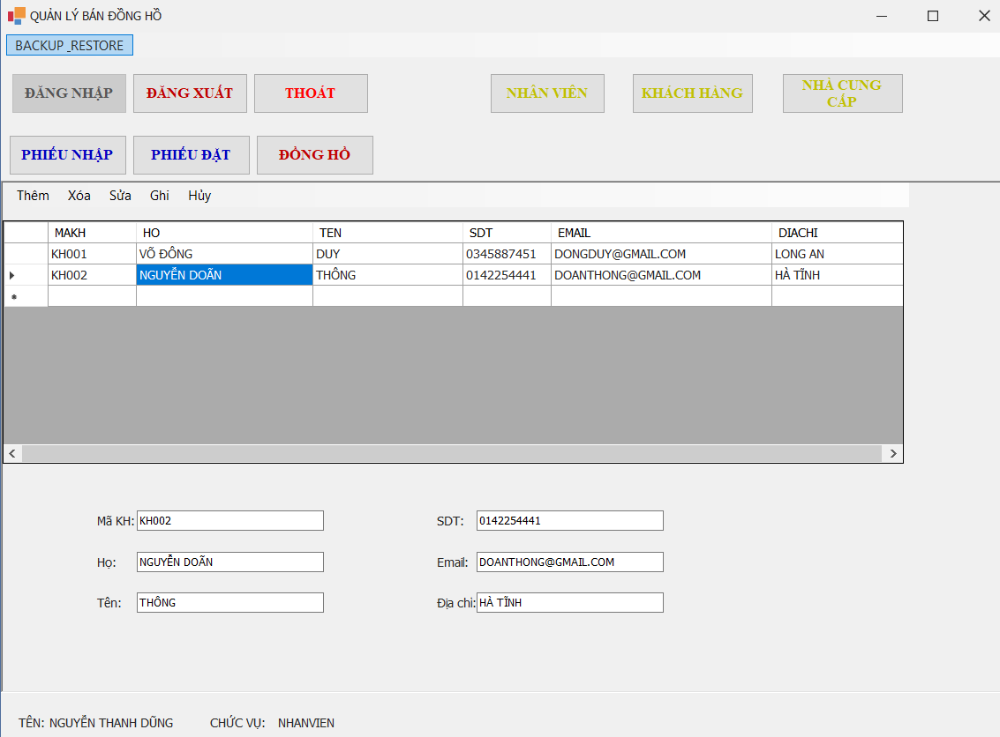 QUẢN LÝ BÁN ĐỒNG HỒ
BACKUP_RESTORE
ĐĂNG NHẬP ĐĂNG XUẤT THOÁT NHÂN VIÊN KHÁCH HÀNG NHÀ CUNG CẤP
PHIẾU NHẬP PHIẾU ĐẶT ĐỒNG HỒ
Thêm Xóa Sửa Ghi Hủy
MAKH HO TEN SDT EMAIL DIACHI
KH001 VÕ ĐÔNG DUY 0345887451 DONGDUY@GMAIL.COM LONG AN
KH002 NGUYỄN DOÃN THÔNG 0142254441 DOANTHONG@GMAIL.COM HÀ TĨNH
Mã KH: KH002 SDT: 0142254441
Họ: NGUYỄN DOÃN Email: DOANTHONG@GMAIL.COM
Tên: THÔNG Địa chỉ: HÀ TĨNH
TÊN: NGUYỄN THANH DŨNG CHỨC VỤ: NHANVIEN